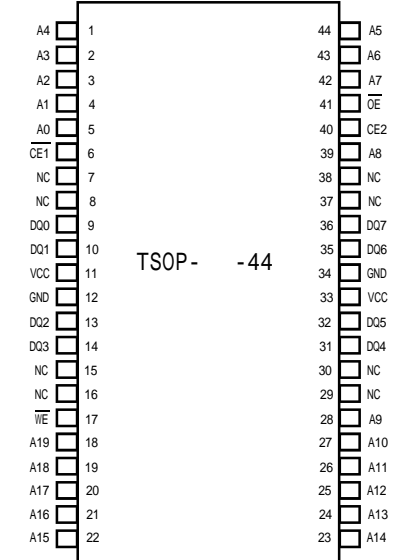 A4 1 44 A5
A3 2 43 A6
A2 3 42 A7
A1 4 41 OE
A0 5 40 CE2
CE1 6 39 A8
NC 7 38 NC
NC 8 37 NC
DQ0 9 36 DQ7
DQ1 10 35 DQ6
TSOP- -44
VCC 11 34 GND
GND 12 33 VCC
DQ2 13 32 DQ5
DQ3 14 31 DQ4
NC 15 30 NC
NC 16 29 NC
WE 17 28 A9
A19 18 27 A10
A18 19 26 A11
A17 20 25 A12
A16 21 24 A13
A15 22 23 A14